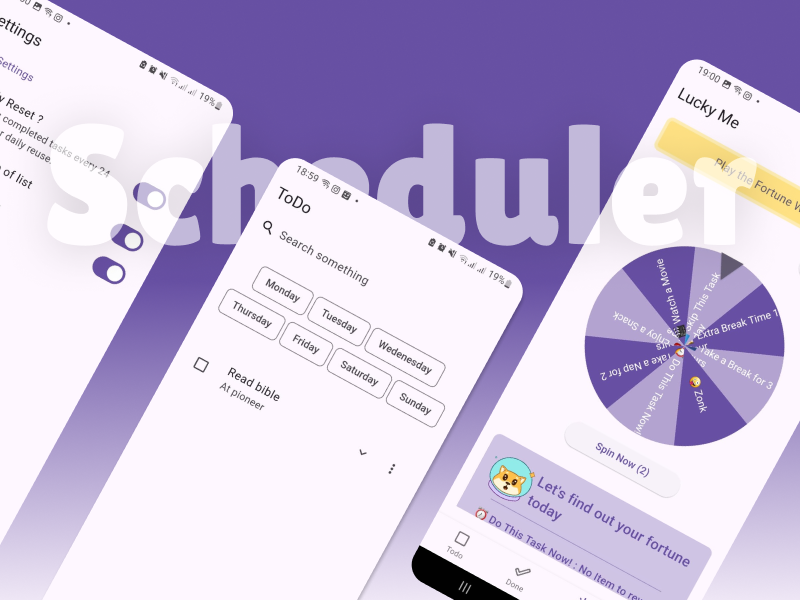 Scheduler
ettings
Settings
y Reset ?
completed tasks every 24
r daily reuse.
of list
19%
18:59
19%
ToDo
Search something
Monday
Tuesday
Wedenesday
Thursday
Friday
Saturday
Sunday
Read bible
At pioneer
19:00
Lucky Me
Play the Fortune W
Watch a Movie
Skip This Task
Extra Break Time 1
Take a Break for 3
Zonk
Do This Task Now!
Take a Nap for 2
Enjoy a Snack
Spin Now (2)
Let's find out your fortune
today
Do This Task Now! : No Item to re
Todo
Done